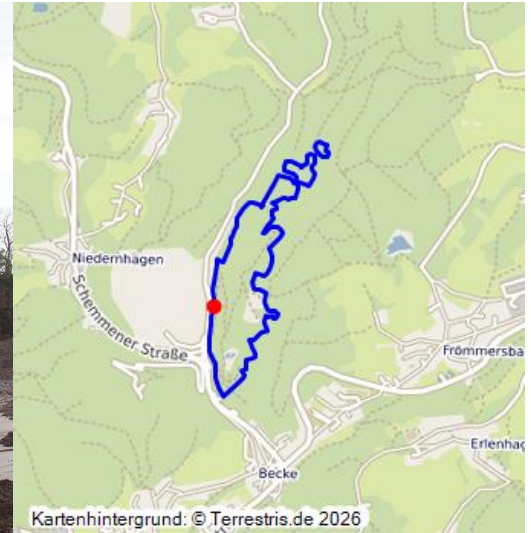 Niedernhagen
Schemmener Straße
Frömmersba
Erlenhag
Becke
Kartenhintergrund: © Terrestris.de 2026